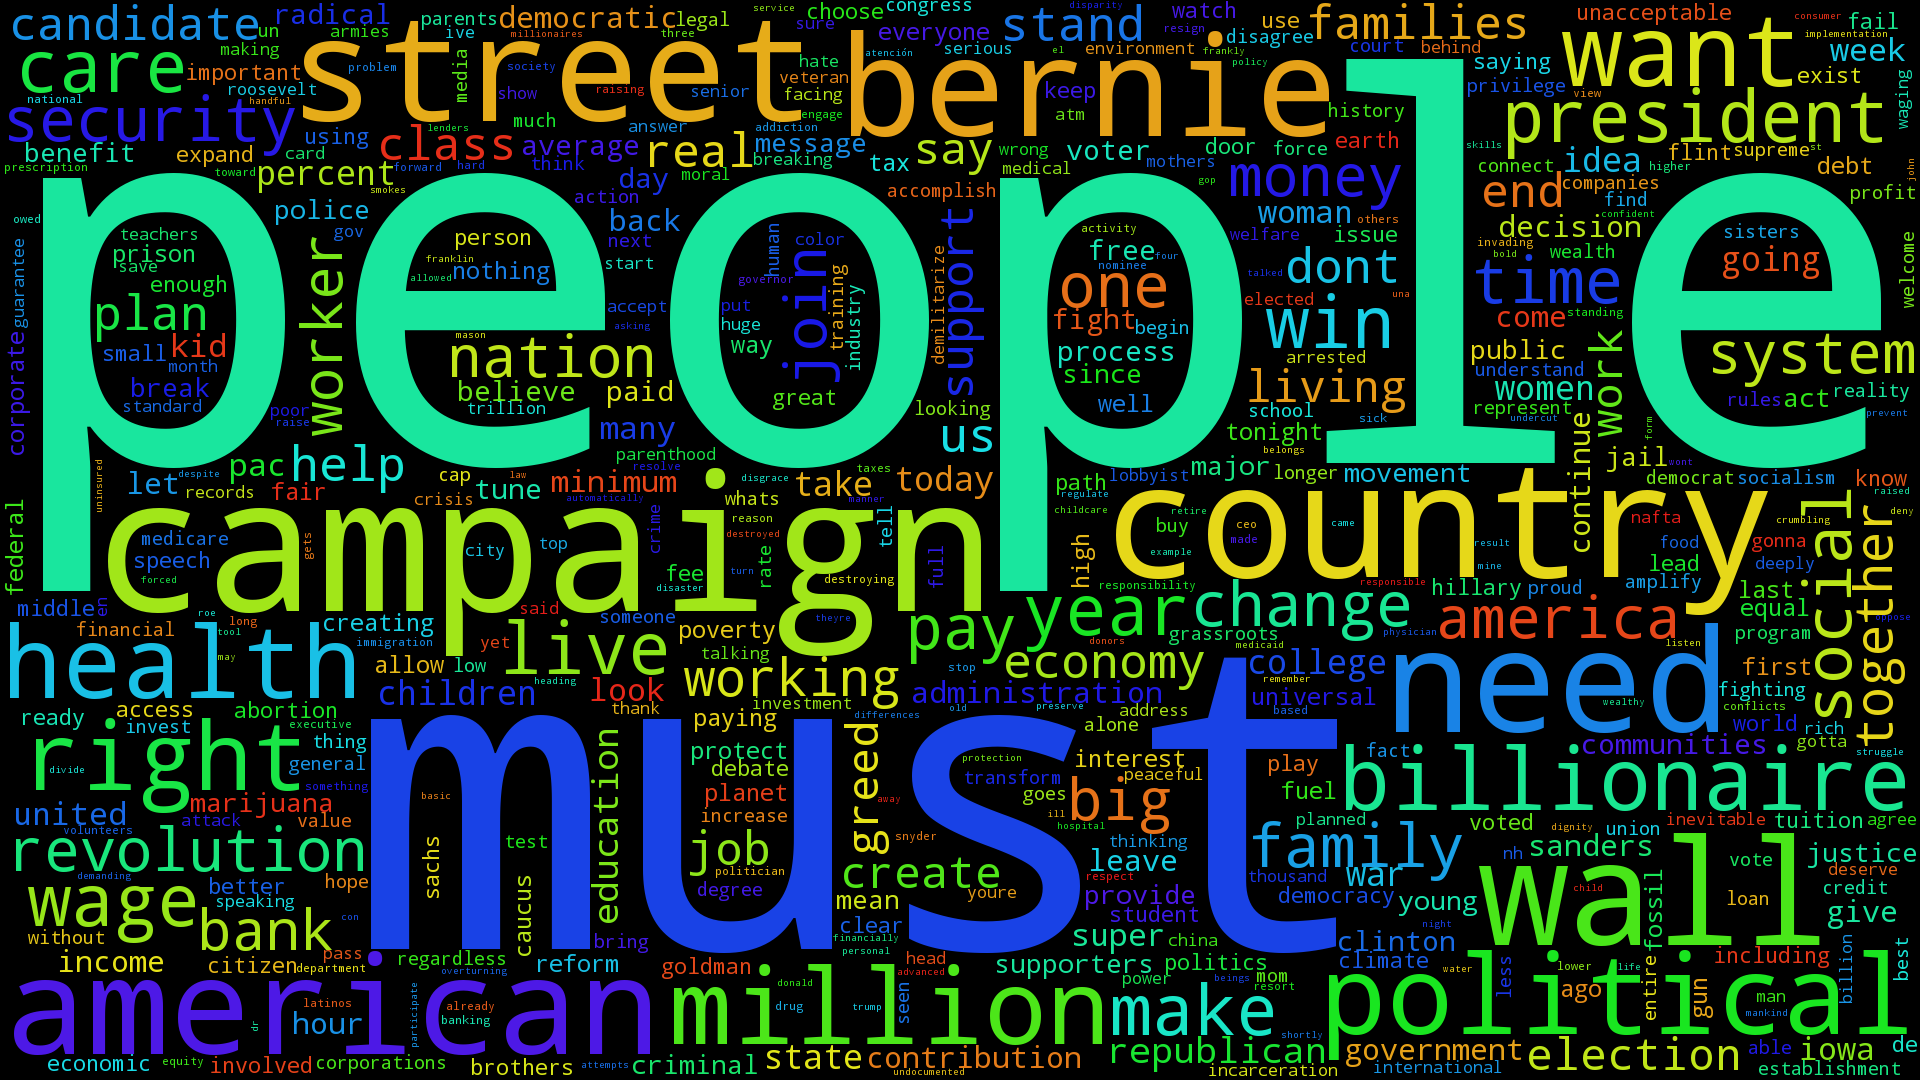 people
must
campaign
country
street
bernie
want
president
candidate
care
security
radical
democratic
parents
armies
legal
choose
congress
stand
watch
use
families
unacceptable
consumer
implementation
fail
week
exist
un
ive
service
disparity
millionaires
three
sure
everyone
atención
el
resign
frankly
policy
disagree
environment
serious
court
behind
saying
privilege
view
waging
making
important
roosevelt
national
handful
using
problem
media
society
show
raising
hate
veteran
facing
engage
senior
keep
atm
history
benefit
expand
card
class
lenders
average
much
answer
addiction
real
message
breaking
tax
say
wrong
medical
voter
mothers
door
force
gop
earth
connect
skills
higher
idea
flint
supreme
st
debt
john
profit
prescription
toward
percent
smokes
forward
hard
think
day
moral
action
accomplish
money
woman
end
companies
find
confident
decision
owed
police
gov
back
support
welfare
others
issue
guarantee
teachers
prison
save
enough
plan
small
kid
month
break
standard
corporate
worker
person
franklin
nothing
allowed
mason
nation
believe
trillion
next
start
accept
asking
way
paid
color
human
join
governor
put
huge
training
industry
great
demilitarize
activity
free
nominee
four
one
fight
begin
process
since
well
talked
dont
elected
una
win
arrested
living
school
sick
tonight
belongs
invading
bold
wealth
sisters
going
time
come
standing
public
understand
women
represent
undercut
work
system
rules
act
reality
prevent
welcome
poor
raise
many
parenthood
resolve
looking
us
let
despite
records
pac
help
fair
uninsured
cap
crisis
tune
law
minimum
automatically
taxes
disgrace
whats
take
manner
today
path
regulate
lobbyist
major
longer
movement
continue
form
jail
wont
democrat
socialism
know
raised
deny
federal
medicare
speech
forced
gets
city
top
crime
reason
destroyed
rate
turn
fee
destroying
tell
full
high
childcare
retire
buy
example
ceo
made
came
result
mine
nafta
crumbling
food
gonna
lead
deeply
amplify
social
together
middle
en
financial
roe
long
tool
may
creating
immigration
disaster
said
yet
someone
theyre
poverty
talking
pay
year
responsibility
donors
change
grassroots
medicaid
responsible
hillary
proud
physician
america
listen
last
equal
program
oppose
health
allow
low
live
heading
children
look
thank
working
investment
administration
economy
stop
remember
college
universal
based
need
wealthy
first
fighting
conflicts
world
rich
gotta
struggle
ready
access
invest
abortion
executive
thing
general
something
right
divide
education
paying
protect
debate
planet
increase
differences
greed
old
preserve
address
alone
protection
interest
transform
peaceful
goes
big
fact
play
fuel
communities
billionaire
united
volunteers
marijuana
attack
value
basic
away
snyder
ill
hospital
thinking
planned
voted
dignity
inevitable
union
tuition
agree
revolution
demanding
better
speaking
hope
sachs
test
job
politician
degree
create
youre
respect
leave
family
thousand
war
democracy
nh
sanders
child
vote
loan
justice
deserve
credit
give
wage
bank
con
without
caucus
mean
clear
provide
student
young
wall
fossil
income
citizen
department
pass
regardless
overturning
reform
bring
financially
personal
goldman
head
advanced
super
china
supporters
politics
power
night
clinton
climate
water
less
lower
life
ago
entire
including
gun
billion
best
american
latinos
already
hour
banking
participate
dr
million
donald
drug
trump
seen
beings
mom
resort
make
shortly
political
man
mankind
economic
equity
involved
corporations
brothers
attempts
criminal
state
contribution
undocumented
republican
incarceration
government
international
election
able
iowa
de
establishment